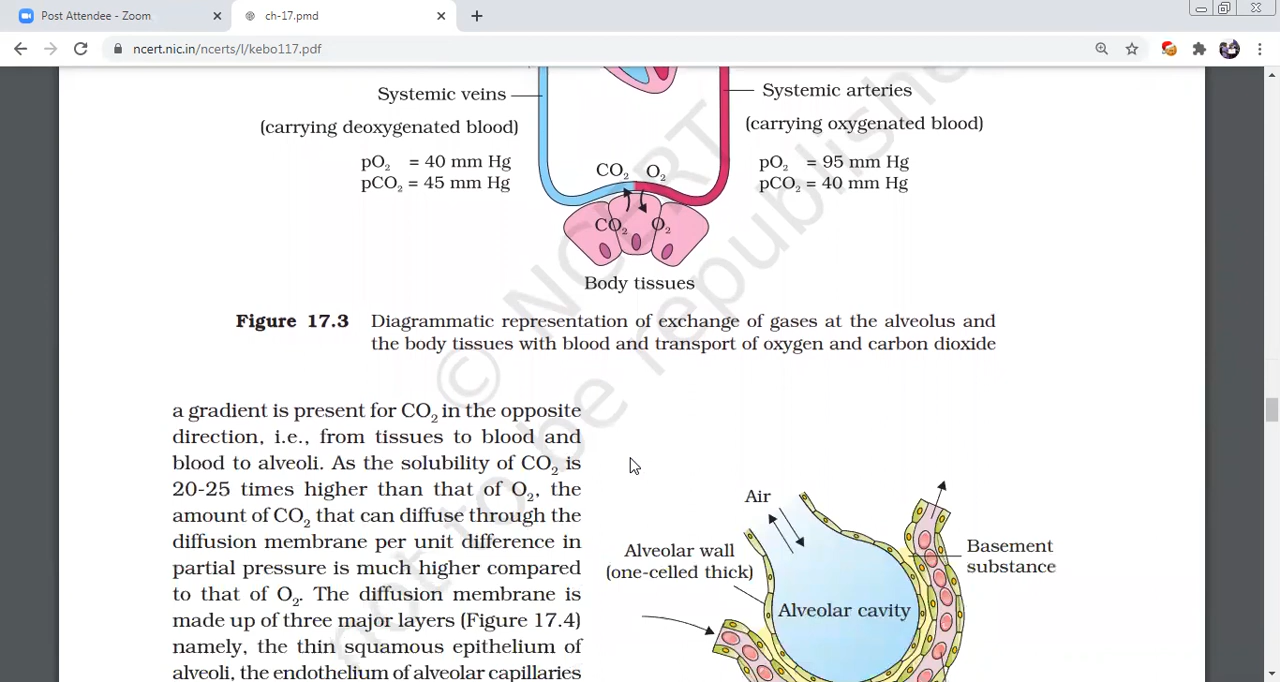 Post Attendee - Zoom
ch-17.pmd
ncert.nic.in/ncerts/l/kebo117.pdf
Systemic veins
(carrying deoxygenated blood)
pO2 = 40 mm Hg
pCO2 = 45 mm Hg
Systemic arteries
(carrying oxygenated blood)
pO2 = 95 mm Hg
pCO2 = 40 mm Hg
CO2 O2
CO2 O2
Body tissues
Figure 17.3 Diagrammatic representation of exchange of gases at the alveolus and
the body tissues with blood and transport of oxygen and carbon dioxide
a gradient is present for CO2 in the opposite
direction, i.e., from tissues to blood and
blood to alveoli. As the solubility of CO2 is
20-25 times higher than that of O2, the
amount of CO2 that can diffuse through the
diffusion membrane per unit difference in
partial pressure is much higher compared
to that of O2. The diffusion membrane is
made up of three major layers (Figure 17.4)
namely, the thin squamous epithelium of
alveoli, the endothelium of alveolar capillaries
Air
Alveolar wall
(one-celled thick)
Alveolar cavity
Basement
substance
© NCERT
not to be republished